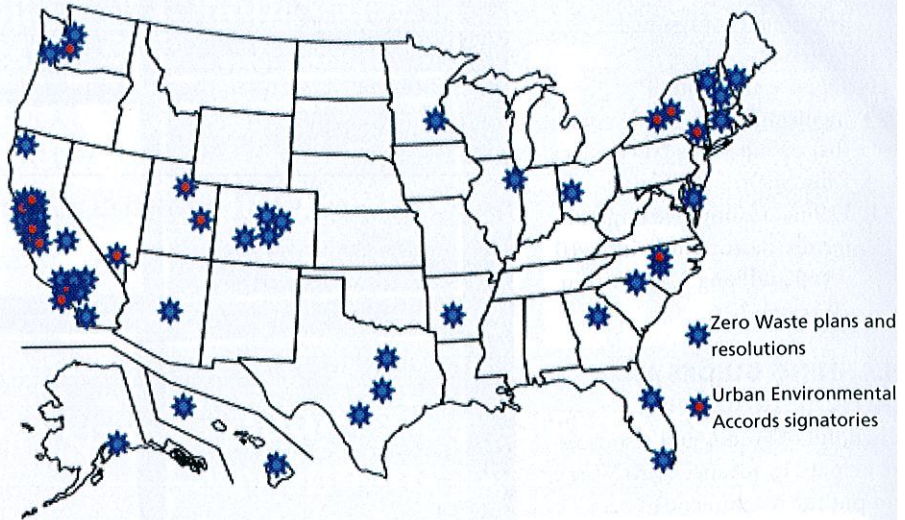 Zero Waste plans and
resolutions
Urban Environmental
Accords signatories